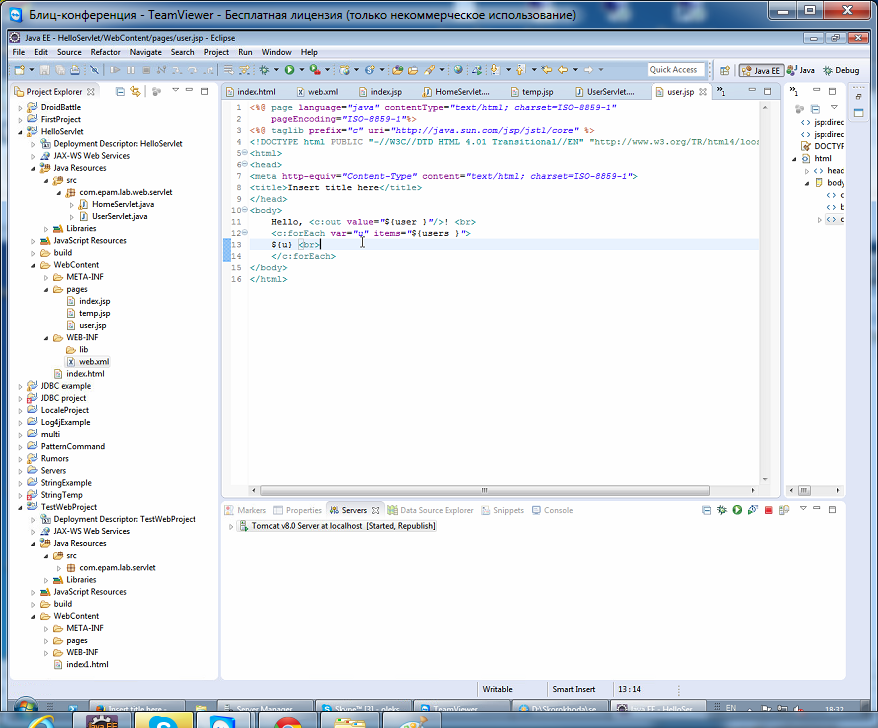 Блиц-конференция - TeamViewer - Бесплатная лицензия (только некоммерческое использование)
Java EE - HelloServlet/WebContent/pages/user.jsp - Eclipse
File Edit Source Refactor Navigate Search Project Run Window Help
Quick Access Java EE Java Debug
Project Explorer
index.html web.xml index.jsp HomeServlet.... temp.jsp UserServlet.... user.jsp
DroidBattle
FirstProject
HelloServlet
Deployment Descriptor: HelloServlet
JAX-WS Web Services
Java Resources
src
com.epam.lab.web.servlet
HomeServlet.java
UserServlet.java
Libraries
JavaScript Resources
build
WebContent
META-INF
pages
index.jsp
temp.jsp
user.jsp
WEB-INF
lib
web.xml
index.html
JDBC example
JDBC project
LocaleProject
Log4jExample
multi
PatternCommand
Rumors
Servers
StringExample
StringTemp
TestWebProject
Deployment Descriptor: TestWebProject
JAX-WS Web Services
Java Resources
src
com.epam.lab.servlet
Libraries
JavaScript Resources
build
WebContent
META-INF
pages
WEB-INF
index1.html
1 <%@ page language="java" contentType="text/html; charset=ISO-8859-1"
2 pageEncoding="ISO-8859-1"%>
3 <%@ taglib prefix="c" uri="http://java.sun.com/jsp/jstl/core" %>
4 <!DOCTYPE html PUBLIC "-//W3C//DTD HTML 4.01 Transitional//EN" "http://www.w3.org/TR/html4/loos
5 <html>
6 <head>
7 <meta http-equiv="Content-Type" content="text/html; charset=ISO-8859-1">
8 <title>Insert title here</title>
9 </head>
10 <body>
11 Hello, <c:out value="${user }"/>! <br>
12 <c:forEach var="u" items="${users }">
13 ${u} <br>
14 </c:forEach>
15 </body>
16 </html>
jsp:direc
jsp:direc
DOCTYP
html
head
body
c
b
c
Markers Properties Servers Data Source Explorer Snippets Console
Tomcat v8.0 Server at localhost [Started, Republish]
Writable Smart Insert 13 : 14
Insert title here - Server Manager Skype™ [3] - oleks TeamViewer D:\Skorokhoda\se Java EE - HelloSer EN 18:32